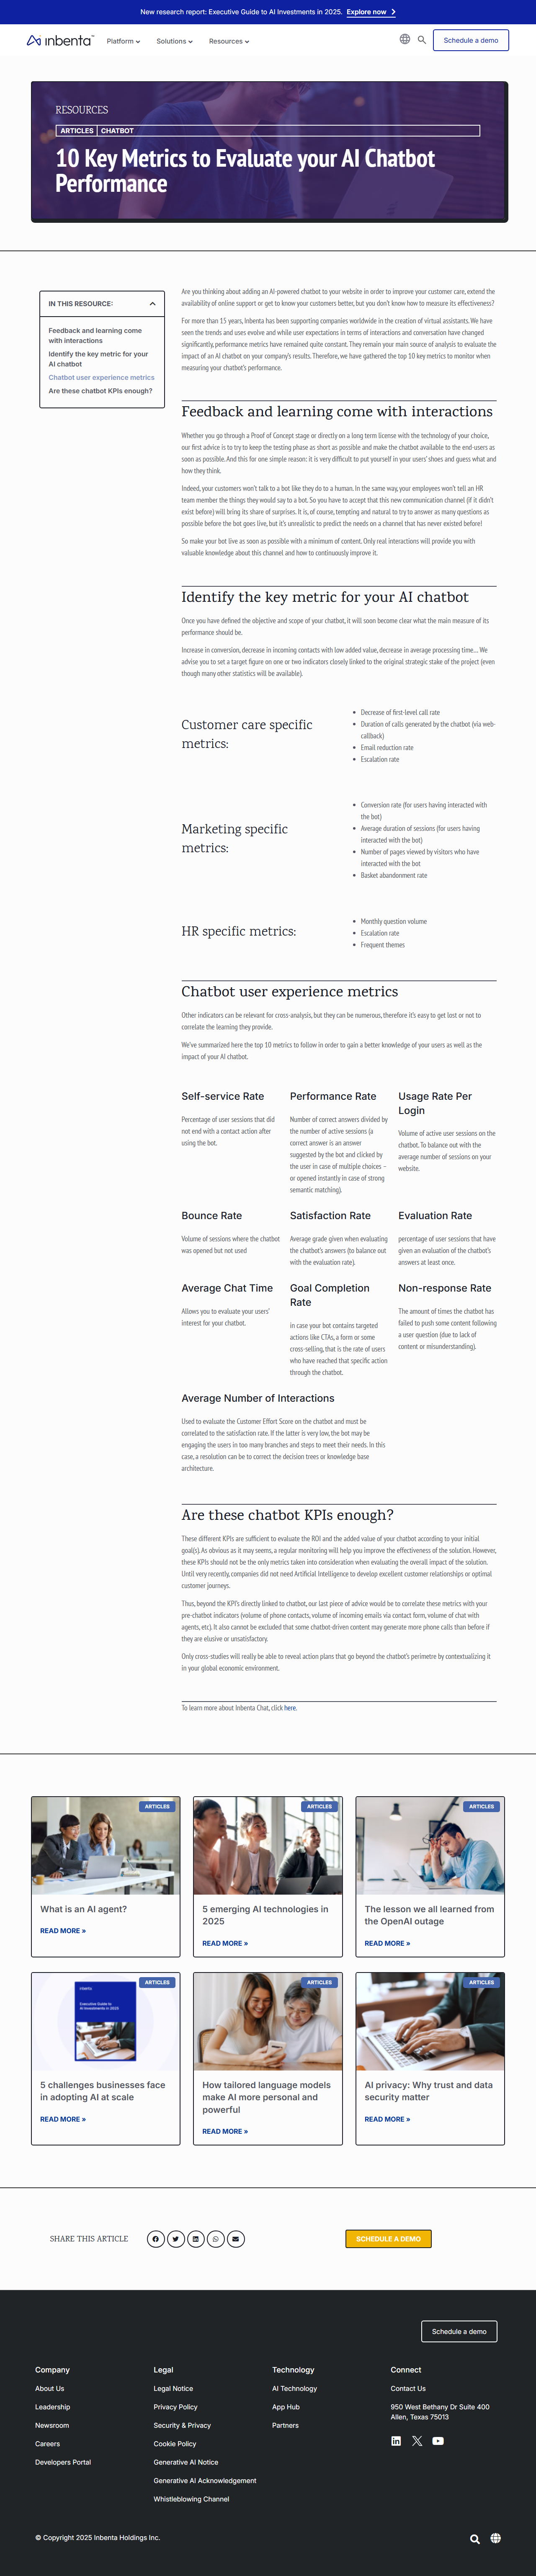 New research report: Executive Guide to AI Investments in 2025. Explore now
inbenta
Platform
Solutions
Resources
Schedule a demo
RESOURCES
ARTICLES CHATBOT
10 Key Metrics to Evaluate your AI Chatbot
Performance
IN THIS RESOURCE:
Feedback and learning come
with interactions
Identify the key metric for your
AI chatbot
Chatbot user experience metrics
Are these chatbot KPIs enough?
Are you thinking about adding an AI-powered chatbot to your website in order to improve your customer care, extend the
availability of online support or get to know your customers better, but you don't know how to measure its effectiveness?
For more than 15 years, Inbenta has been supporting companies worldwide in the creation of virtual assistants. We have
seen the trends and uses evolve and while user expectations in terms of interactions and conversation have changed
significantly, performance metrics have remained quite constant. They remain your main source of analysis to evaluate the
impact of an AI chatbot on your company's results. Therefore, we have gathered the top 10 key metrics to monitor when
measuring your chatbot's performance.
Feedback and learning come with interactions
Whether you go through a Proof of Concept stage or directly on a long term license with the technology of your choice,
our first advice is to try to keep the testing phase as short as possible and make the chatbot available to the end-users as
soon as possible. And this for one simple reason: it is very difficult to put yourself in your users' shoes and guess what and
how they think.
Indeed, your customers won't talk to a bot like they do to a human. In the same way, your employees won't tell an HR
team member the things they would say to a bot. So you have to accept that this new communication channel (if it didn't
exist before) will bring its share of surprises. It is, of course, tempting and natural to try to answer as many questions as
possible before the bot goes live, but it's unrealistic to predict the needs on a channel that has never existed before!
So make your bot live as soon as possible with a minimum of content. Only real interactions will provide you with
valuable knowledge about this channel and how to continuously improve it.
Identify the key metric for your AI chatbot
Once you have defined the objective and scope of your chatbot, it will soon become clear what the main measure of its
performance should be.
Increase in conversion, decrease in incoming contacts with low added value, decrease in average processing time… We
advise you to set a target figure on one or two indicators closely linked to the original strategic stake of the project (even
though many other statistics will be available).
Customer care specific
metrics:
Decrease of first-level call rate
Duration of calls generated by the chatbot (via web-
callback)
Email reduction rate
Escalation rate
Marketing specific
metrics:
Conversion rate (for users having interacted with
the bot)
Average duration of sessions (for users having
interacted with the bot)
Number of pages viewed by visitors who have
interacted with the bot
Basket abandonment rate
HR specific metrics:
Monthly question volume
Escalation rate
Frequent themes
Chatbot user experience metrics
Other indicators can be relevant for cross-analysis, but they can be numerous, therefore it's easy to get lost or not to
correlate the learning they provide.
We've summarized here the top 10 metrics to follow in order to gain a better knowledge of your users as well as the
impact of your AI chatbot.
Self-service Rate
Percentage of user sessions that did
not end with a contact action after
using the bot.
Performance Rate
Number of correct answers divided by
the number of active sessions (a
correct answer is an answer
suggested by the bot and clicked by
the user in case of multiple choices -
or opened instantly in case of strong
semantic matching).
Usage Rate Per
Login
Volume of active user sessions on the
chatbot. To balance out with the
average number of sessions on your
website.
Bounce Rate
Volume of sessions where the chatbot
was opened but not used
Satisfaction Rate
Average grade given when evaluating
the chatbot's answers (to balance out
with the evaluation rate).
Evaluation Rate
percentage of user sessions that have
given an evaluation of the chatbot's
answers at least once.
Average Chat Time
Allows you to evaluate your users'
interest for your chatbot.
Goal Completion
Rate
in case your bot contains targeted
actions like CTAs, a form or some
cross-selling, that is the rate of users
who have reached that specific action
through the chatbot.
Non-response Rate
The amount of times the chatbot has
failed to push some content following
a user question (due to lack of
content or misunderstanding).
Average Number of Interactions
Used to evaluate the Customer Effort Score on the chatbot and must be
correlated to the satisfaction rate. If the latter is very low, the bot may be
engaging the users in too many branches and steps to meet their needs. In this
case, a resolution can be to correct the decision trees or knowledge base
architecture.
Are these chatbot KPIs enough?
These different KPIs are sufficient to evaluate the ROI and the added value of your chatbot according to your initial
goal(s). As obvious as it may seems, a regular monitoring will help you improve the effectiveness of the solution. However,
these KPIs should not be the only metrics taken into consideration when evaluating the overall impact of the solution.
Until very recently, companies did not need Artificial Intelligence to develop excellent customer relationships or optimal
customer journeys.
Thus, beyond the KPI's directly linked to chatbot, our last piece of advice would be to correlate these metrics with your
pre-chatbot indicators (volume of phone contacts, volume of incoming emails via contact form, volume of chat with
agents, etc). It also cannot be excluded that some chatbot-driven content may generate more phone calls than before if
they are elusive or unsatisfactory.
Only cross-studies will really be able to reveal action plans that go beyond the chatbot's perimetre by contextualizing it
in your global economic environment.
To learn more about Inbenta Chat, click here.
ARTICLES
What is an AI agent?
READ MORE »
ARTICLES
5 emerging AI technologies in
2025
READ MORE »
ARTICLES
The lesson we all learned from
the OpenAI outage
READ MORE »
ARTICLES
inbenta
Executive Guide to
AI Investments in 2025
5 challenges businesses face
in adopting AI at scale
READ MORE »
ARTICLES
How tailored language models
make AI more personal and
powerful
READ MORE »
ARTICLES
AI privacy: Why trust and data
security matter
READ MORE »
SHARE THIS ARTICLE
SCHEDULE A DEMO
Schedule a demo
Company
About Us
Leadership
Newsroom
Careers
Developers Portal
Legal
Legal Notice
Privacy Policy
Security & Privacy
Cookie Policy
Generative AI Notice
Generative AI Acknowledgement
Whistleblowing Channel
Technology
AI Technology
App Hub
Partners
Connect
Contact Us
950 West Bethany Dr Suite 400
Allen, Texas 75013
© Copyright 2025 Inbenta Holdings Inc.